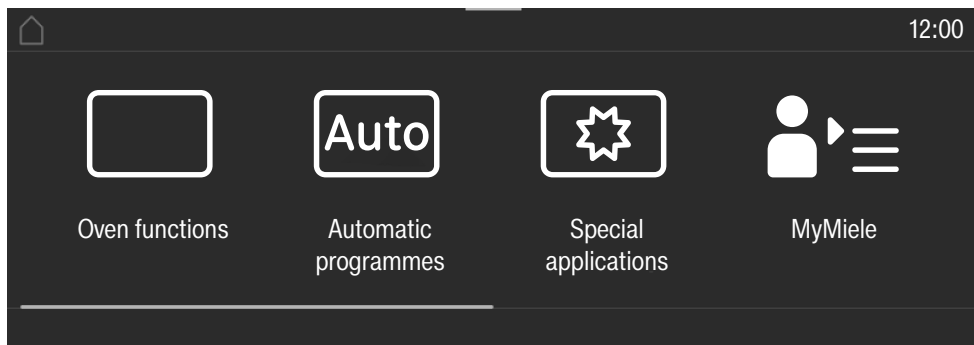 12:00
Auto
Oven functions
Automatic
programmes
Special
applications
MyMiele